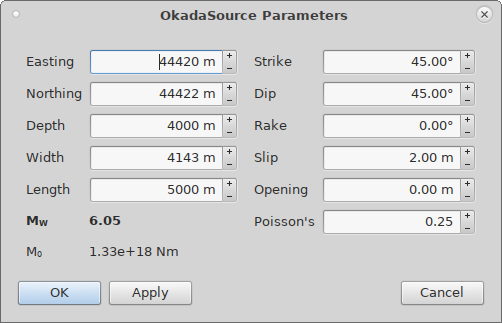 OkadaSource Parameters
Easting 44420 m Strike 45.00°
Northing 44422 m Dip 45.00°
Depth 4000 m Rake 0.00°
Width 4143 m Slip 2.00 m
Length 5000 m Opening 0.00 m
Mw 6.05 Poisson's 0.25
M₀ 1.33e+18 Nm
OK Apply Cancel